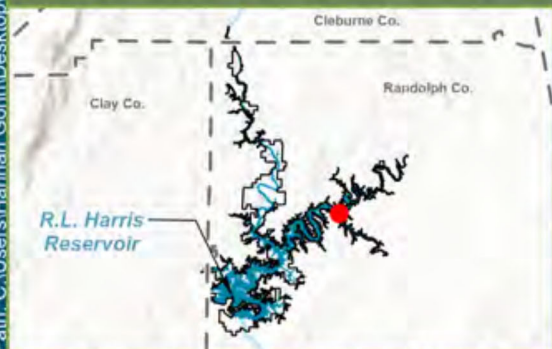 Cleburne Co.
Clay Co.
Randolph Co.
R.L. Harris
Reservoir